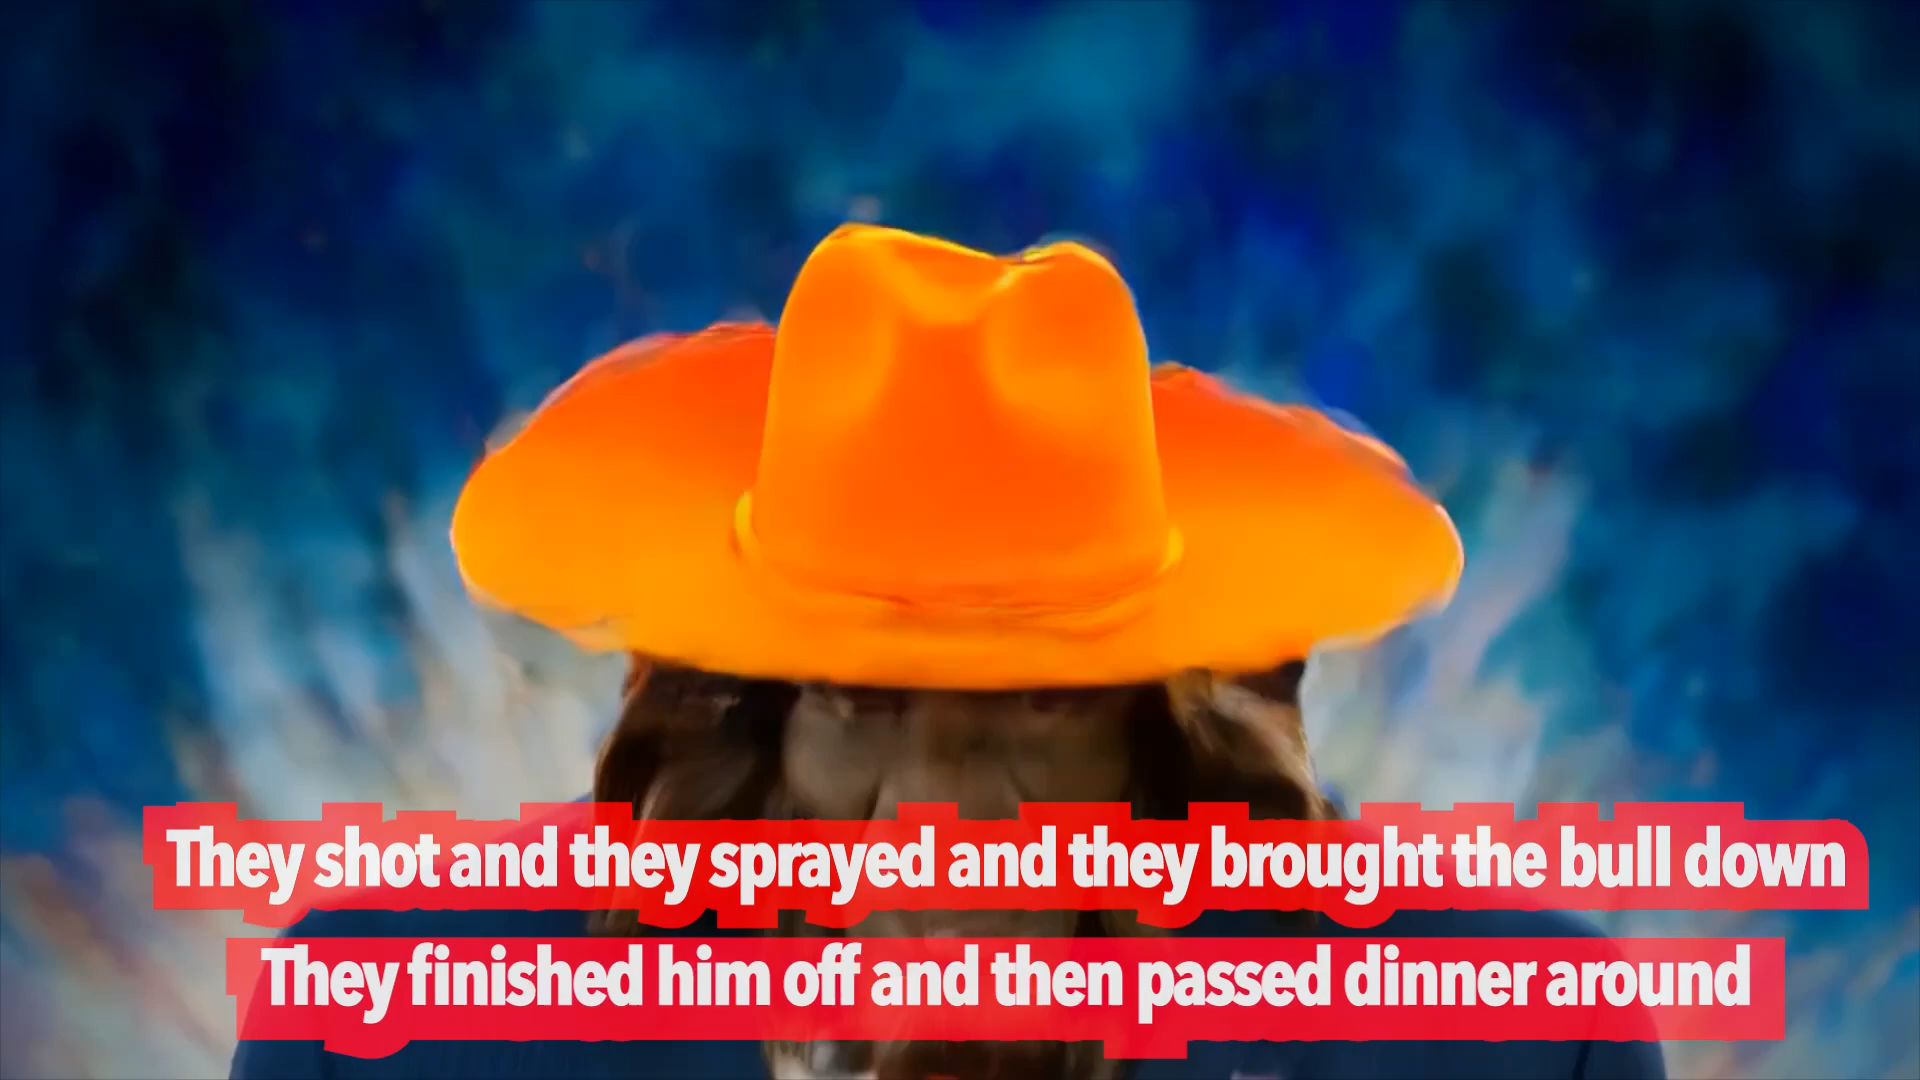 They shot and they sprayed and they brought the bull down
They finished him off and then passed dinner around